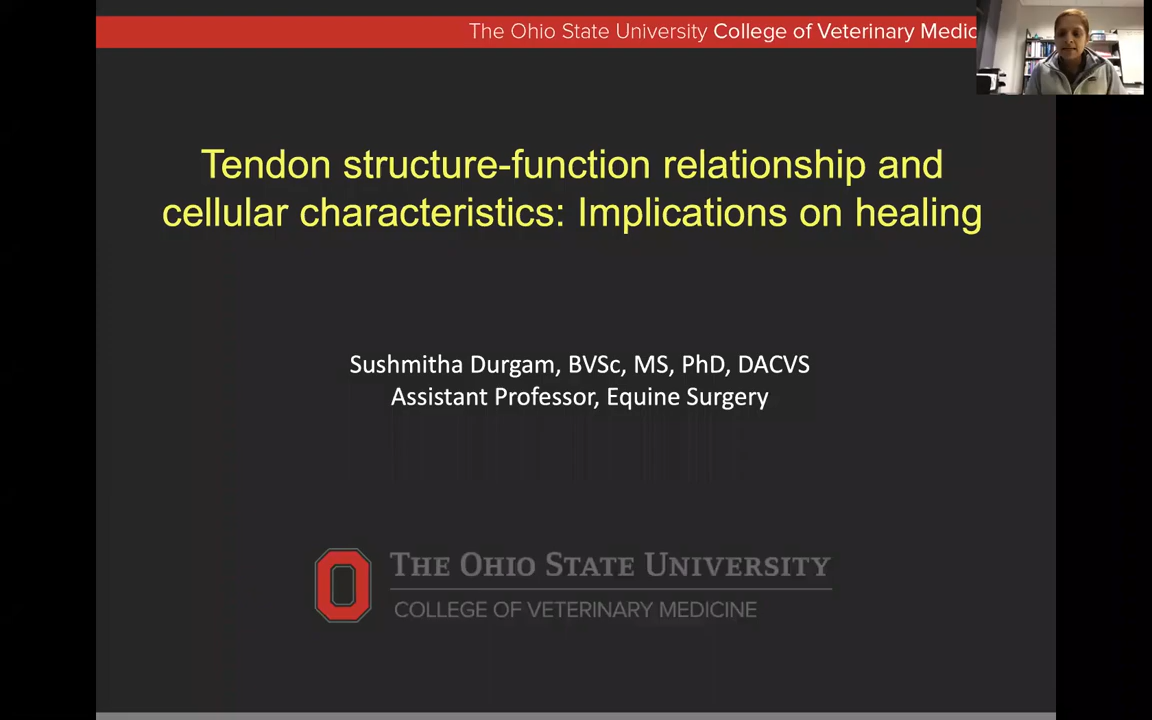 The Ohio State University College of Veterinary Medic
Tendon structure-function relationship and
cellular characteristics: Implications on healing
Sushmitha Durgam, BVSc, MS, PhD, DACVS
Assistant Professor, Equine Surgery
THE OHIO STATE UNIVERSITY
COLLEGE OF VETERINARY MEDICINE